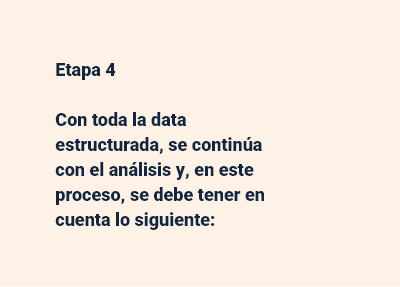 Etapa 4
Con toda la data
estructurada, se continúa
con el análisis y, en este
proceso, se debe tener en
cuenta lo siguiente: